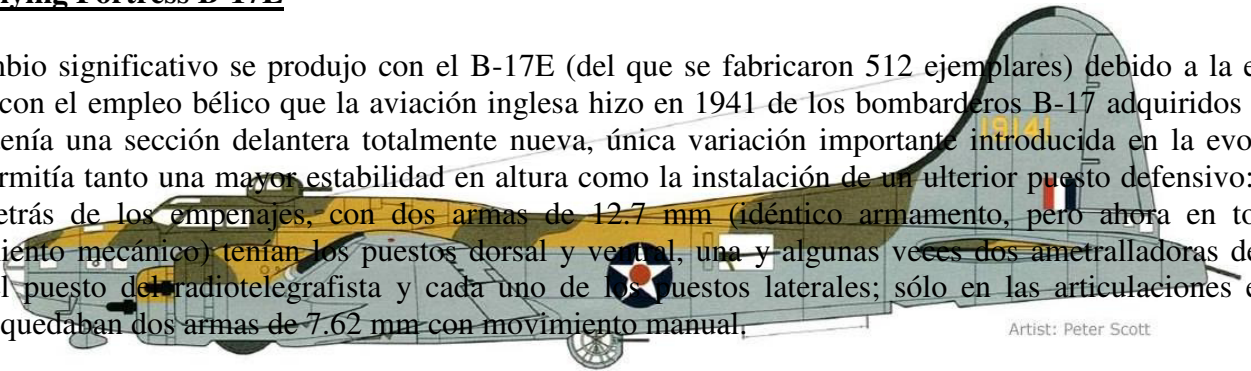 lying Fortress B-17E
bio significativo se produjo con el B-17E (del que se fabricaron 512 ejemplares) debido a la e
con el empleo bélico que la aviación inglesa hizo en 1941 de los bombarderos B-17 adquiridos
enía una sección delantera totalmente nueva, única variación importante introducida en la evo
rmitía tanto una mayor estabilidad en altura como la instalación de un ulterior puesto defensivo:
etrás de los empenajes, con dos armas de 12.7 mm (idéntico armamento, pero ahora en to
iento mecánico) tenían los puestos dorsal y ventral, una y algunas veces dos ametralladoras de
l puesto del radiotelegrafista y cada uno de los puestos laterales; sólo en las articulaciones e
quedaban dos armas de 7.62 mm con movimiento manual.
19141
Artist: Peter Scott